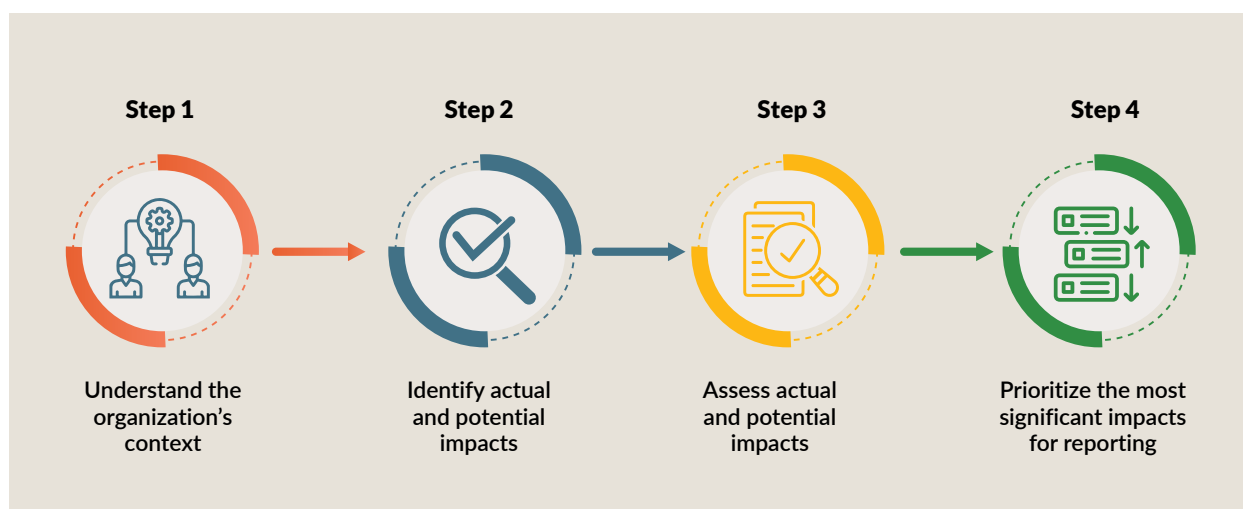 Step 1
Step 2
Step 3
Step 4
Understand the
organization’s
context
Identify actual
and potential
impacts
Assess actual
and potential
impacts
Prioritize the most
significant impacts
for reporting